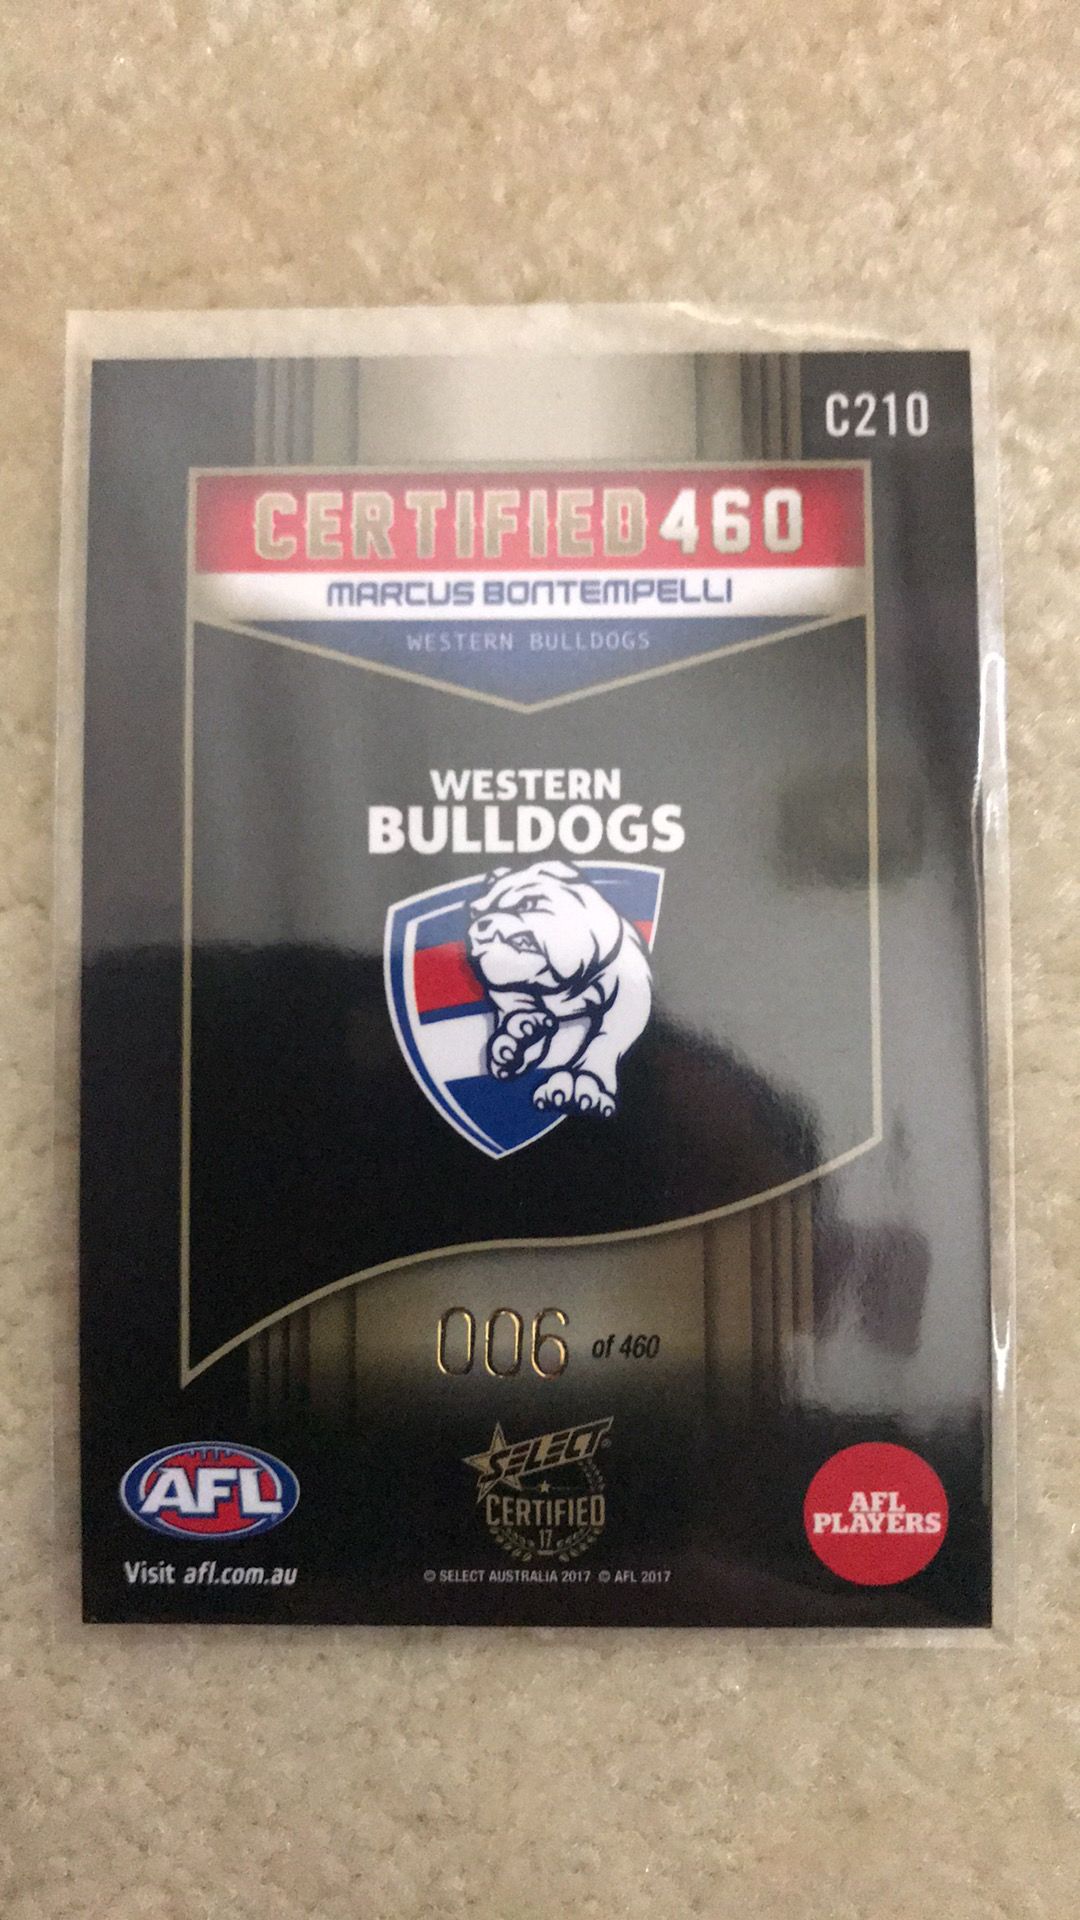 C210
CERTIFIED 460
MARCUS BONTEMPELLI
WESTERN BULLDOGS
WESTERN
BULLDOGS
006 of 460
SELECT
CERTIFIED
17
AFL
Visit afl.com.au
© SELECT AUSTRALIA 2017 © AFL 2017
AFL
PLAYERS